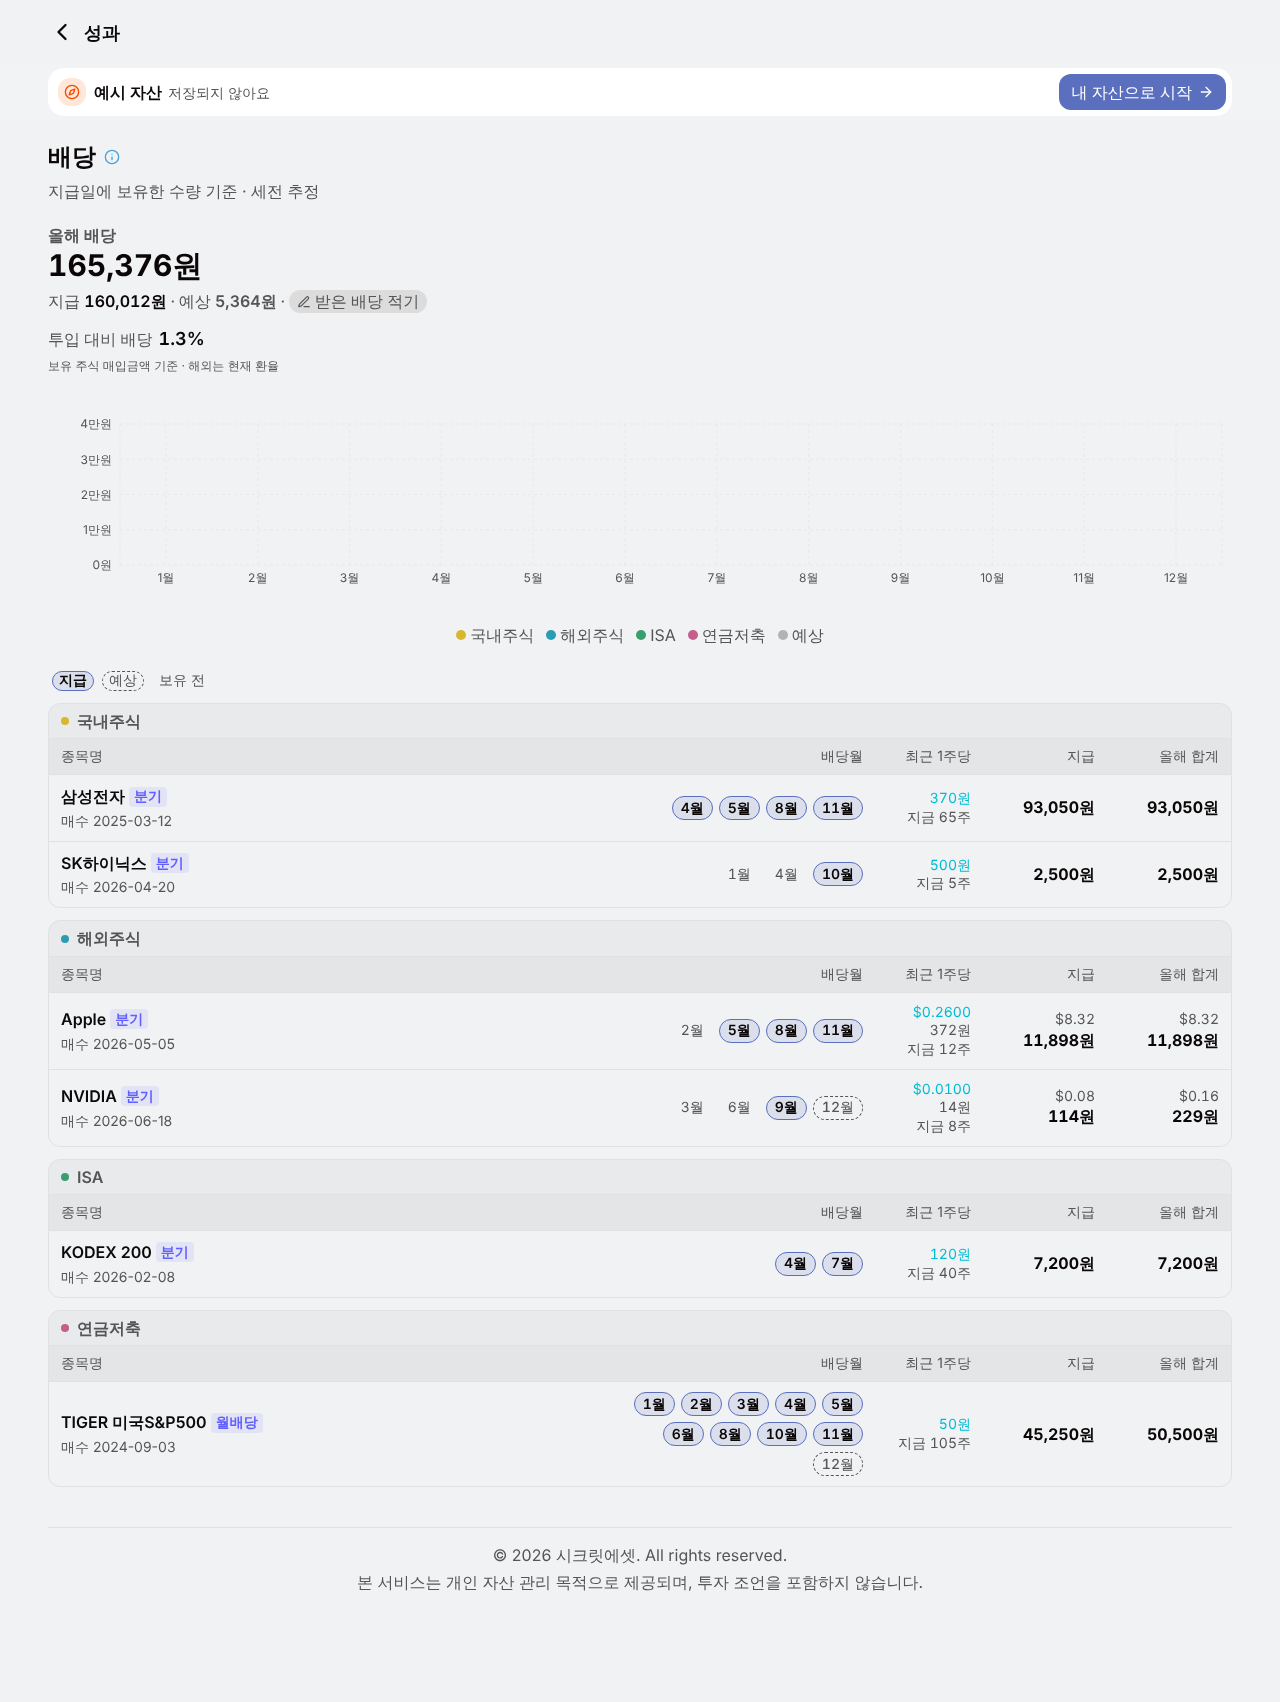 성과
예시 자산 저장되지 않아요
내 자산으로 시작 →
배당
지급일에 보유한 수량 기준 · 세전 추정
올해 배당
165,376원
지급 160,012원 · 예상 5,364원 · 받은 배당 적기
투입 대비 배당 1.3%
보유 주식 매입금액 기준 · 해외는 현재 환율
4만원
3만원
2만원
1만원
0원
1월 2월 3월 4월 5월 6월 7월 8월 9월 10월 11월 12월
국내주식 해외주식 ISA 연금저축 예상
지급 예상 보유 전
국내주식
종목명 배당월 최근 1주당 지급 올해 합계
삼성전자 분기
매수 2025-03-12
4월 5월 8월 11월
370원
지금 65주
93,050원 93,050원
SK하이닉스 분기
매수 2026-04-20
1월 4월 10월
500원
지금 5주
2,500원 2,500원
해외주식
종목명 배당월 최근 1주당 지급 올해 합계
Apple 분기
매수 2026-05-05
2월 5월 8월 11월
$0.2600
372원
지금 12주
$8.32
11,898원
$8.32
11,898원
NVIDIA 분기
매수 2026-06-18
3월 6월 9월 12월
$0.0100
14원
지금 8주
$0.08
114원
$0.16
229원
ISA
종목명 배당월 최근 1주당 지급 올해 합계
KODEX 200 분기
매수 2026-02-08
4월 7월
120원
지금 40주
7,200원 7,200원
연금저축
종목명 배당월 최근 1주당 지급 올해 합계
TIGER 미국S&P500 월배당
매수 2024-09-03
1월 2월 3월 4월 5월
6월 8월 10월 11월
12월
50원
지금 105주
45,250원 50,500원
© 2026 시크릿에셋. All rights reserved.
본 서비스는 개인 자산 관리 목적으로 제공되며, 투자 조언을 포함하지 않습니다.